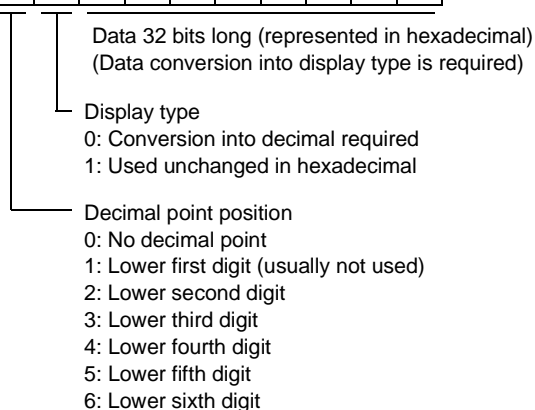 Data 32 bits long (represented in hexadecimal)
(Data conversion into display type is required)
Display type
0: Conversion into decimal required
1: Used unchanged in hexadecimal
Decimal point position
0: No decimal point
1: Lower first digit (usually not used)
2: Lower second digit
3: Lower third digit
4: Lower fourth digit
5: Lower fifth digit
6: Lower sixth digit